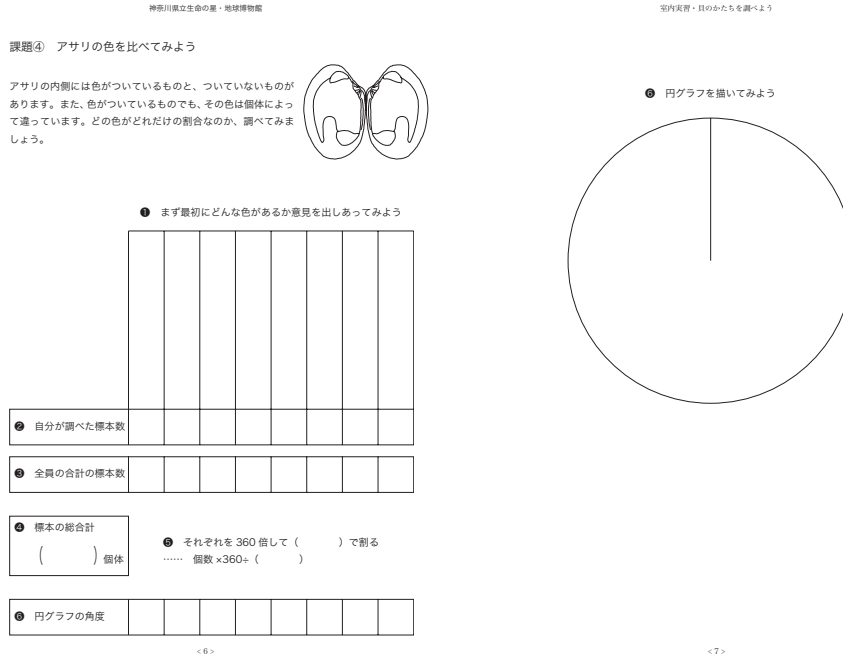 神奈川県立生命の星・地球博物館
課題④　アサリの色を比べてみよう
アサリの内側には色がついているものと、ついていないものが
あります。また、色がついているものでも、その色は個体によっ
て違っています。どの色がどれだけの割合なのか、調べてみま
しょう。
❶　まず最初にどんな色があるか意見を出しあってみよう
❷　自分が調べた標本数
❸　全員の合計の標本数
❹　標本の総合計
(　　　) 個体
❺　それぞれを 360 倍して（　　　）で割る
……　個数 ×360÷（　　　）
❻　円グラフの角度
< 6 >
室内実習・貝のかたちを調べよう
❻　円グラフを描いてみよう
< 7 >